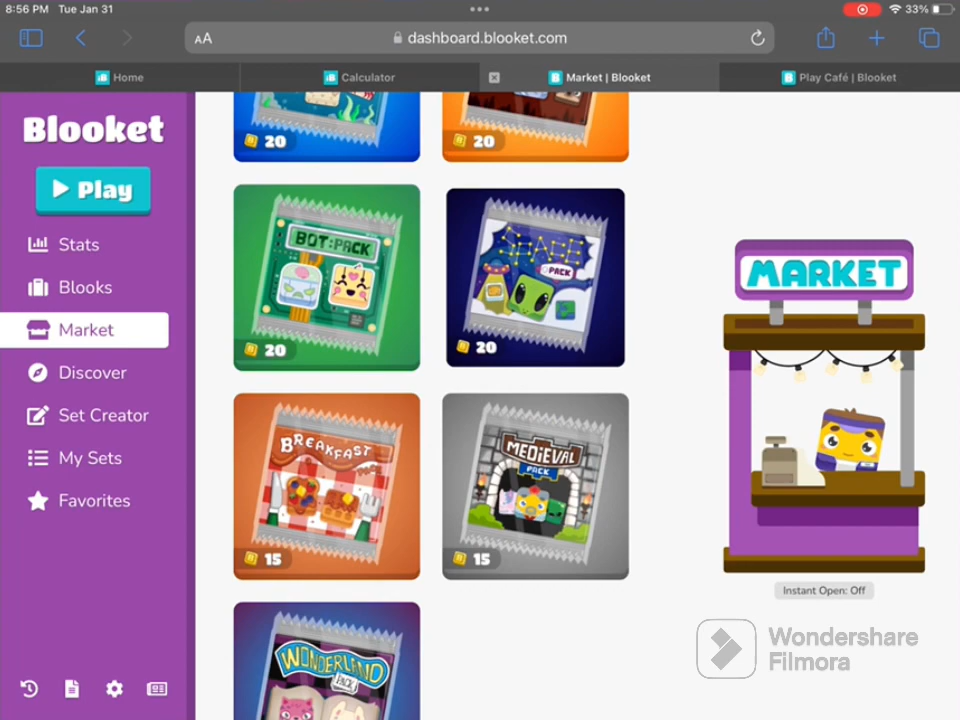 8:56 PM Tue Jan 31
33%
AA
dashboard.blooket.com
Home
Calculator
Market | Blooket
Play Café | Blooket
Blooket
Play
Stats
Blooks
Market
Discover
Set Creator
My Sets
Favorites
20
20
BOT:PACK
20
SPACE
PACK
20
BREAKFAST
PACK
15
MEDIEVAL
PACK
15
WONDERLAND
PACK
MARKET
Instant Open: Off
Wondershare
Filmora